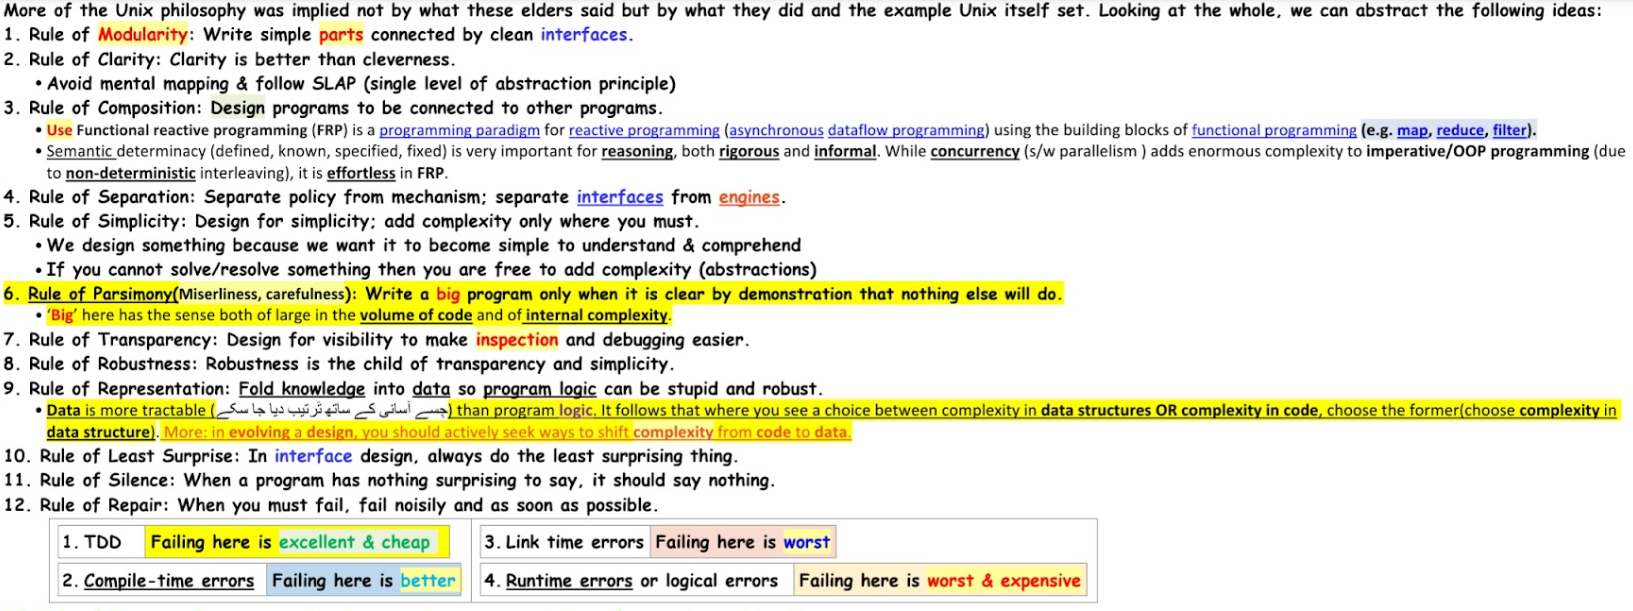 More of the Unix philosophy was implied not by what these elders said but by what they did and the example Unix itself set. Looking at the whole, we can abstract the following ideas:
1. Rule of Modularity: Write simple parts connected by clean interfaces.
2. Rule of Clarity: Clarity is better than cleverness.
• Avoid mental mapping & follow SLAP (single level of abstraction principle)
3. Rule of Composition: Design programs to be connected to other programs.
• Use Functional reactive programming (FRP) is a programming paradigm for reactive programming (asynchronous dataflow programming) using the building blocks of functional programming (e.g. map, reduce, filter).
• Semantic determinacy (defined, known, specified, fixed) is very important for reasoning, both rigorous and informal. While concurrency (s/w parallelism ) adds enormous complexity to imperative/OOP programming (due
to non-deterministic interleaving), it is effortless in FRP.
4. Rule of Separation: Separate policy from mechanism; separate interfaces from engines.
5. Rule of Simplicity: Design for simplicity; add complexity only where you must.
• We design something because we want it to become simple to understand & comprehend
• If you cannot solve/resolve something then you are free to add complexity (abstractions)
6. Rule of Parsimony(Miserliness, carefulness): Write a big program only when it is clear by demonstration that nothing else will do.
• ‘Big’ here has the sense both of large in the volume of code and of internal complexity.
7. Rule of Transparency: Design for visibility to make inspection and debugging easier.
8. Rule of Robustness: Robustness is the child of transparency and simplicity.
9. Rule of Representation: Fold knowledge into data so program logic can be stupid and robust.
• Data is more tractable (جسے آسانی کے ساتھ ترتیب دیا جا سکے) than program logic. It follows that where you see a choice between complexity in data structures OR complexity in code, choose the former(choose complexity in
data structure). More: in evolving a design, you should actively seek ways to shift complexity from code to data.
10. Rule of Least Surprise: In interface design, always do the least surprising thing.
11. Rule of Silence: When a program has nothing surprising to say, it should say nothing.
12. Rule of Repair: When you must fail, fail noisily and as soon as possible.
1. TDD Failing here is excellent & cheap 3. Link time errors Failing here is worst
2. Compile-time errors Failing here is better 4. Runtime errors or logical errors Failing here is worst & expensive